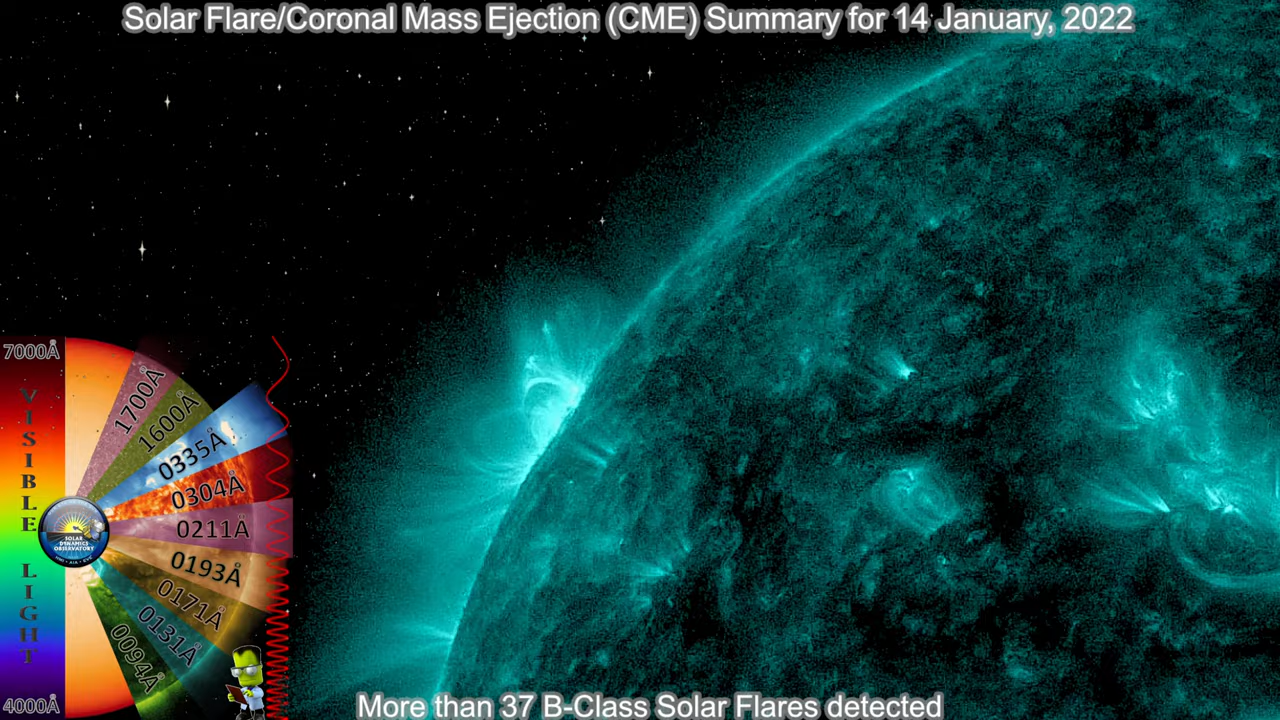 Solar Flare/Coronal Mass Ejection (CME) Summary for 14 January, 2022
7000Å
VISIBLE LIGHT
4000Å
1700Å
1600Å
0335Å
0304Å
0211Å
0193Å
0171Å
0131Å
0094Å
SOLAR
DYNAMICS
OBSERVATORY
More than 37 B-Class Solar Flares detected